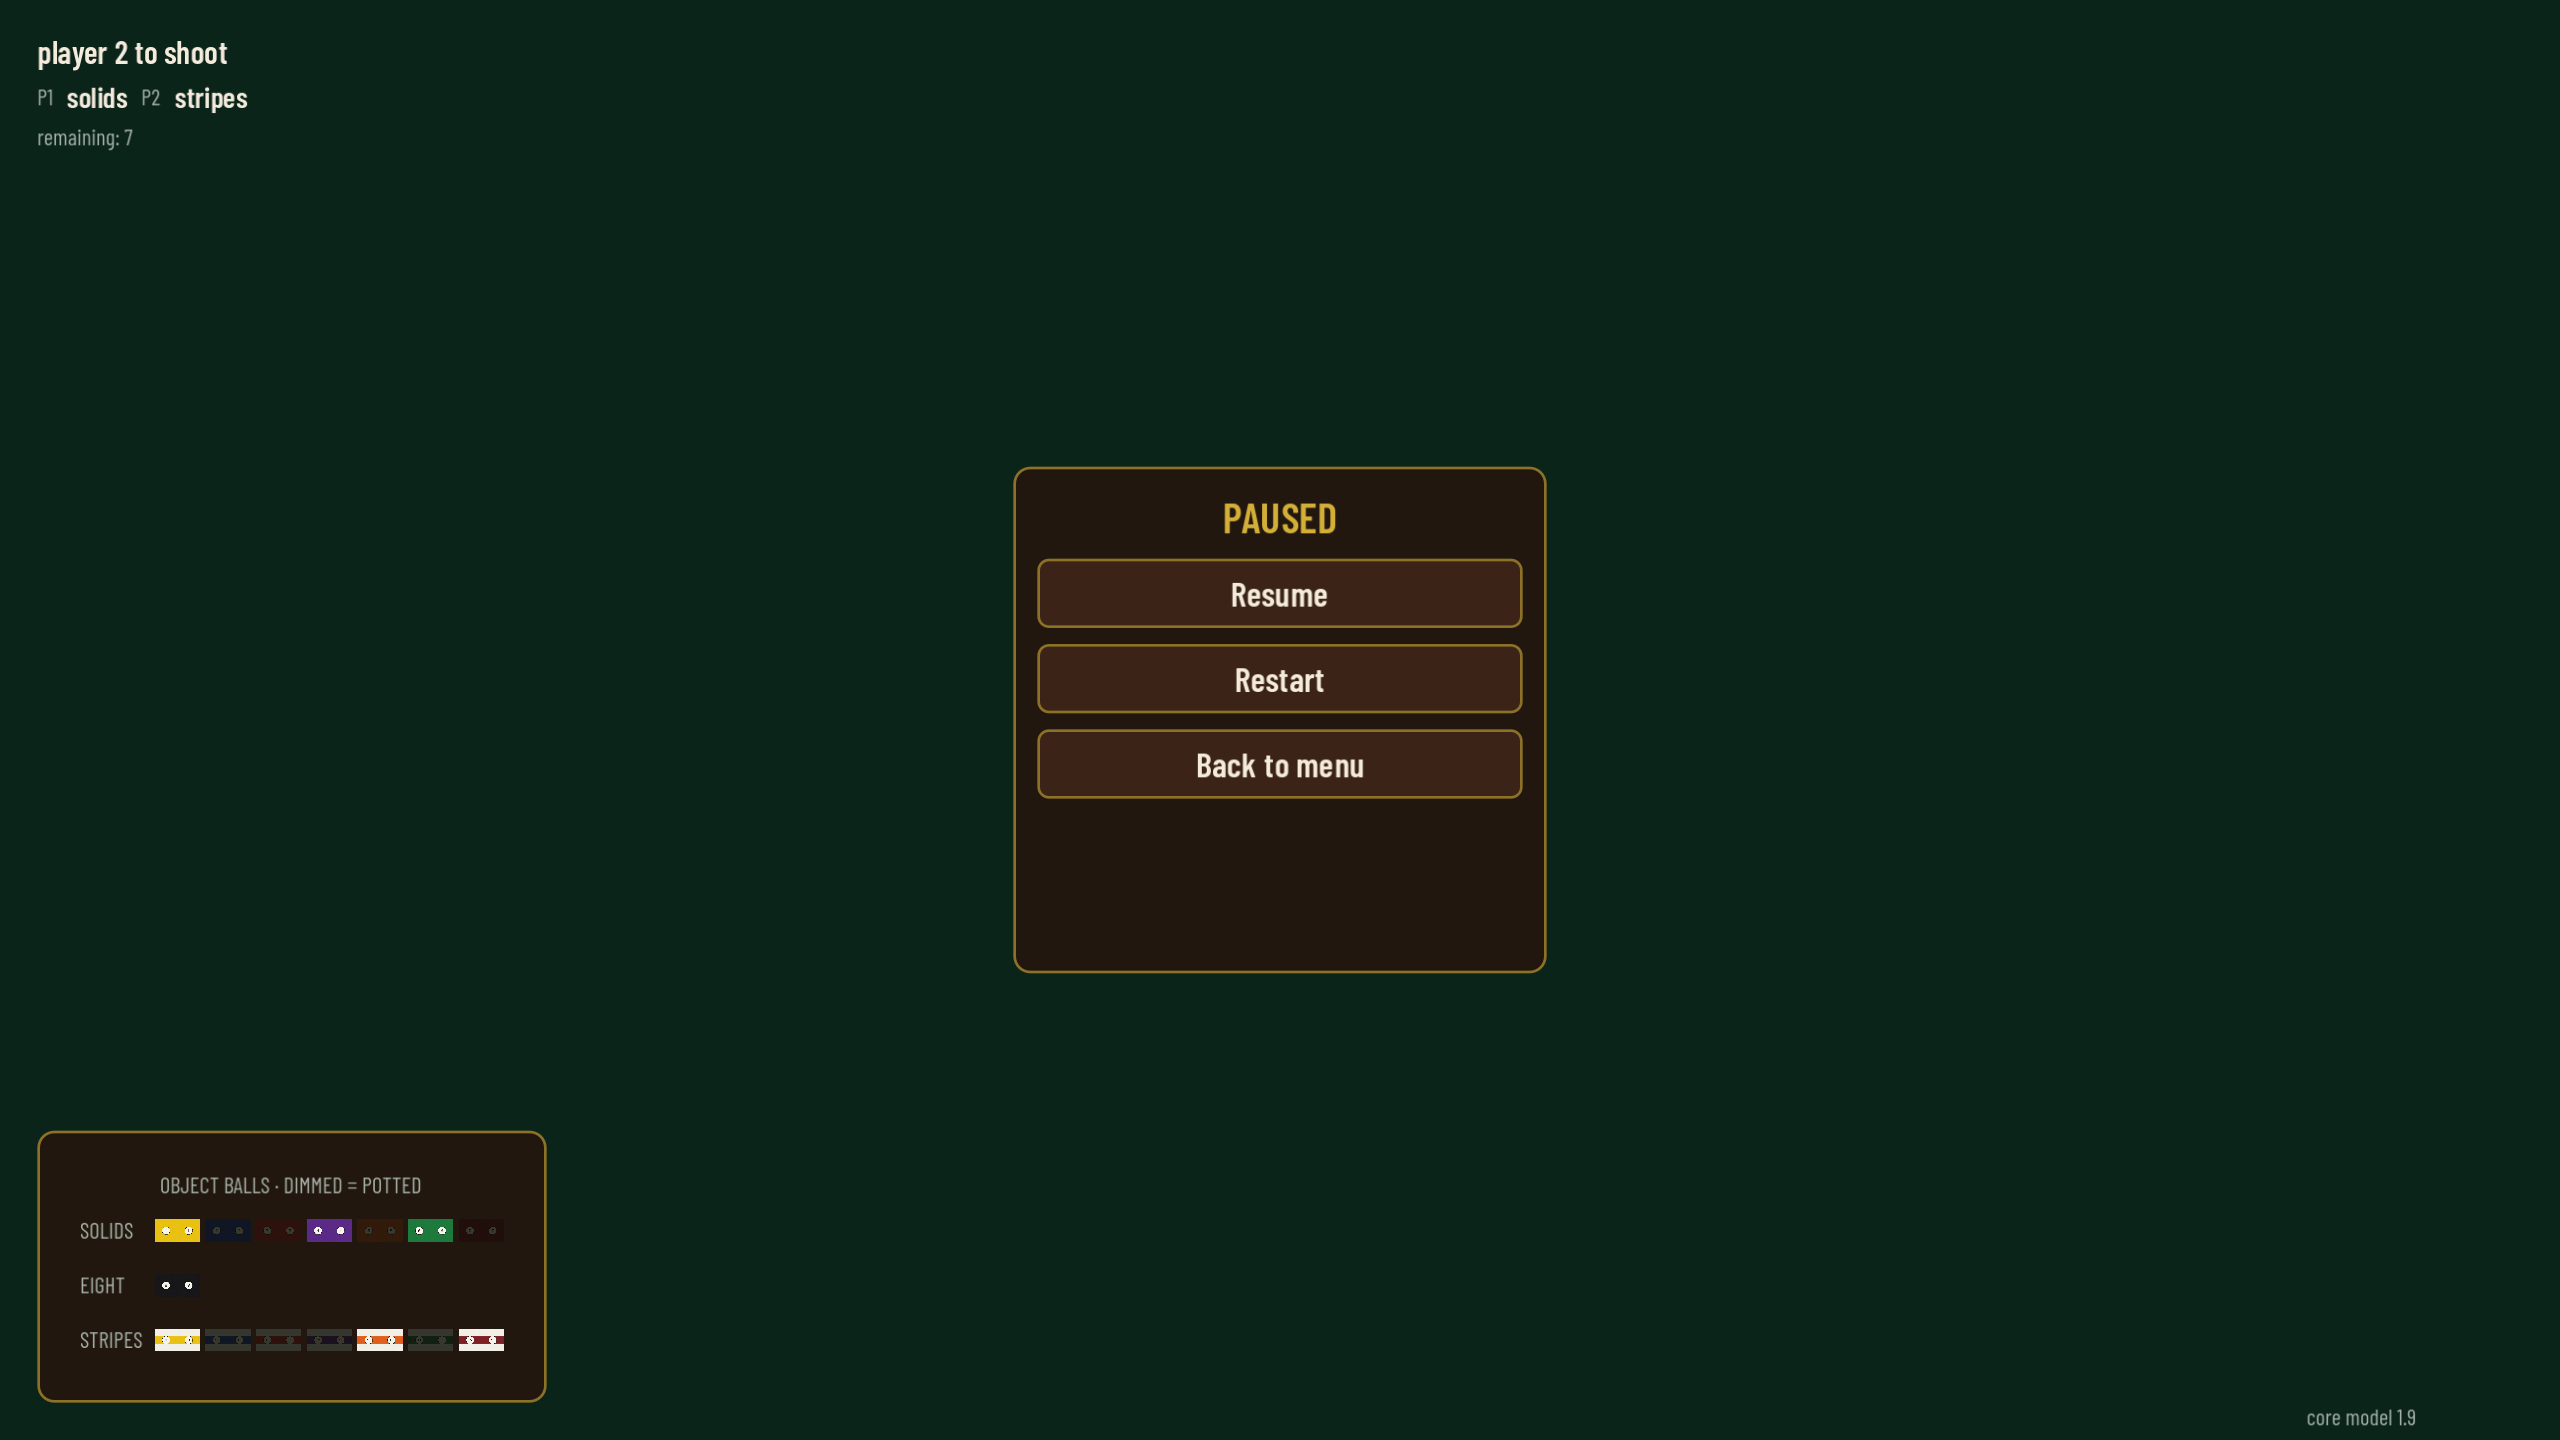 player 2 to shoot
P1 solids P2 stripes
remaining: 7
PAUSED
Resume
Restart
Back to menu
OBJECT BALLS · DIMMED = POTTED
SOLIDS
EIGHT
STRIPES
core model 1.9